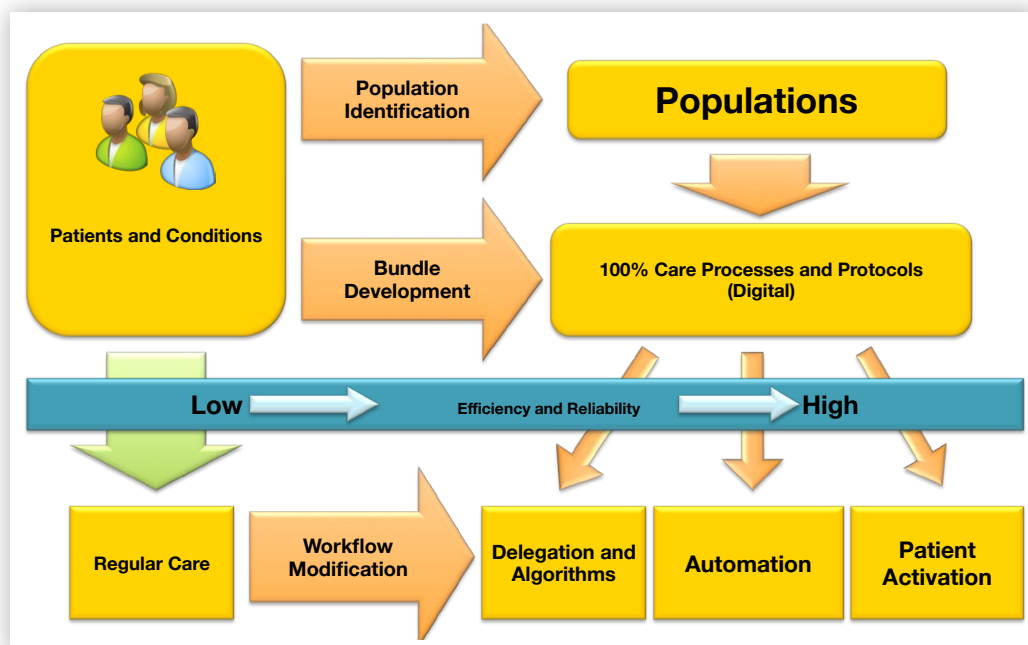 Population
Identification
Populations
Patients and Conditions
Bundle
Development
100% Care Processes and Protocols
(Digital)
Low
Efficiency and Reliability
High
Regular Care
Workflow
Modification
Delegation and
Algorithms
Automation
Patient
Activation